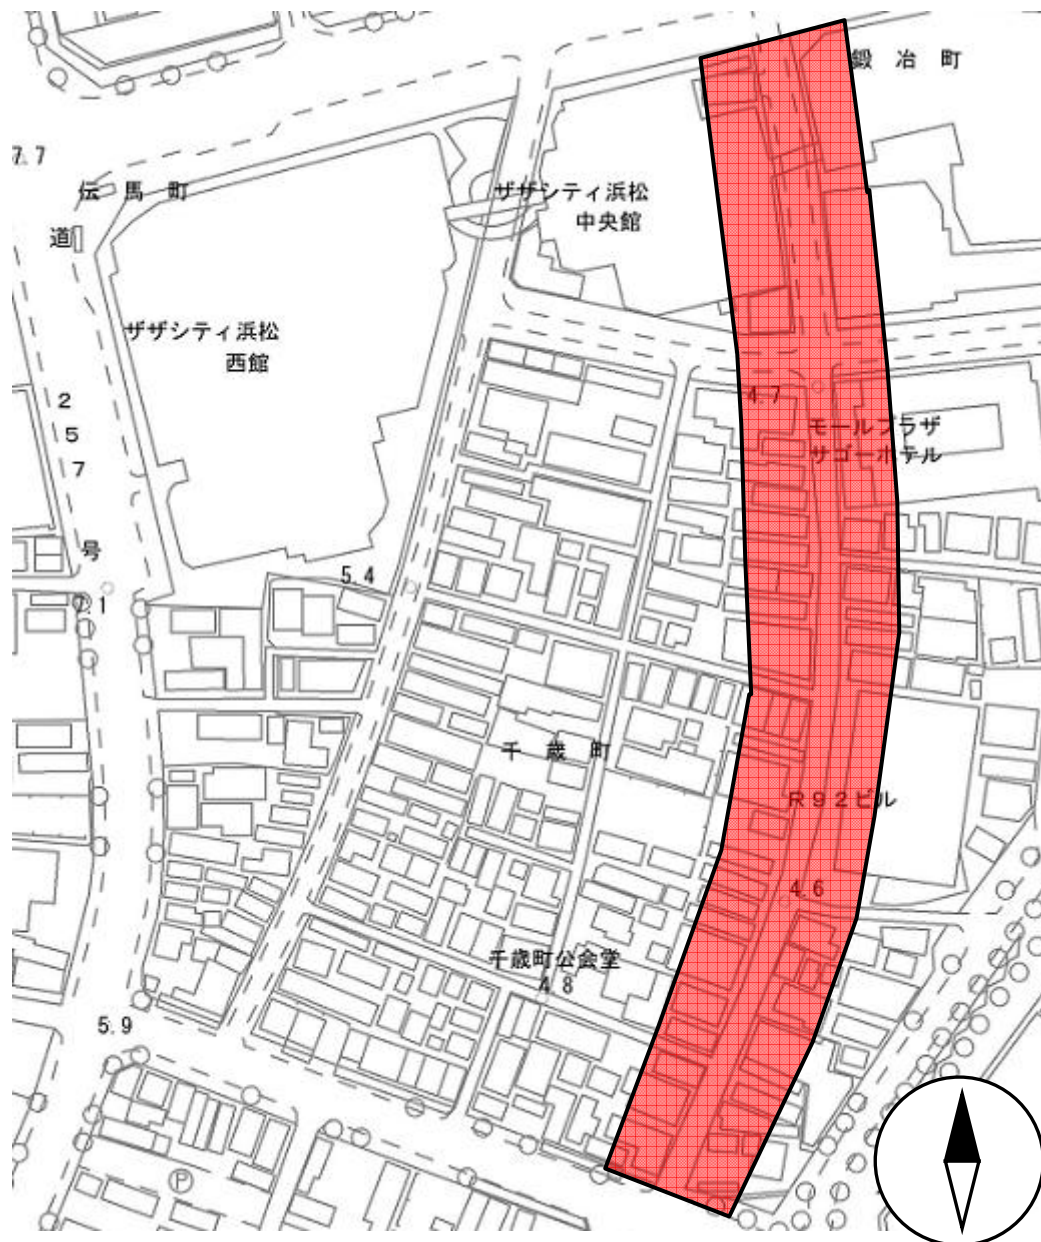 鍛冶町
7.7
伝馬町
ザザシティ浜松
中央館
道
ザザシティ浜松
西館
257
4.7
モールプラザ
サゴーホテル
号
5.4
7.1
千歳町
R92ビル
4.6
千歳町公会堂
4.8
5.9
P